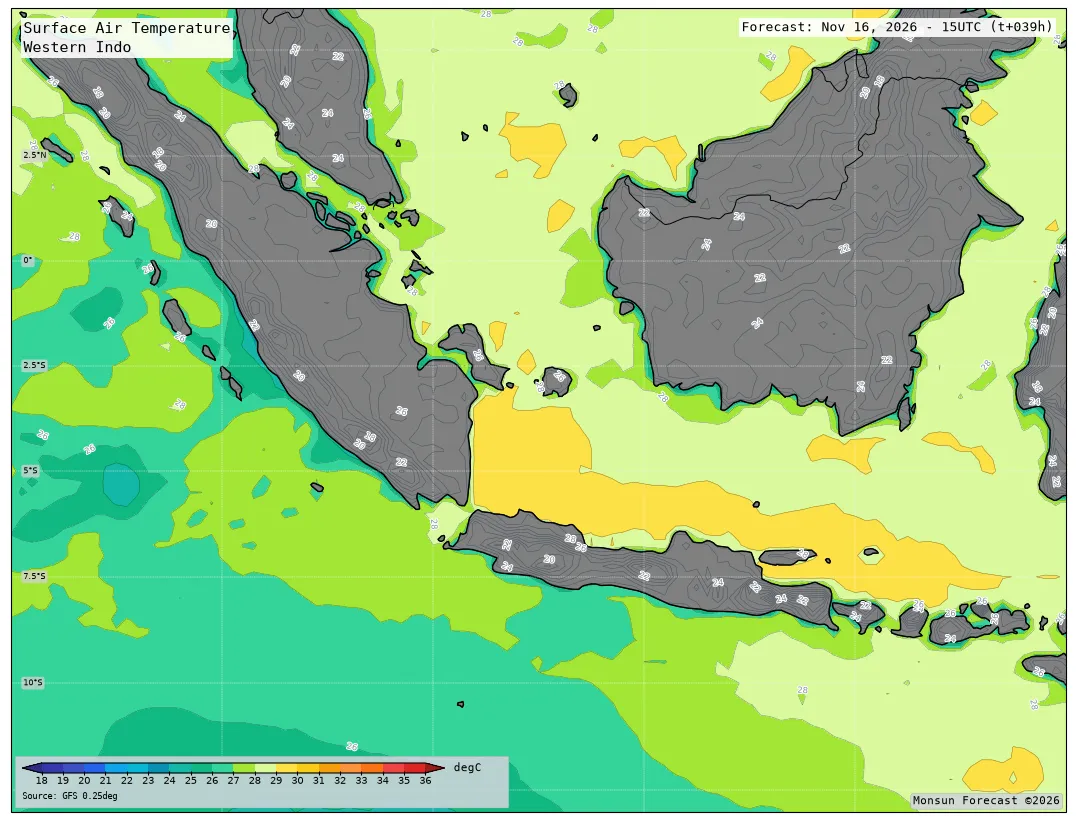 Surface Air Temperature
Western Indo
Forecast: Nov 16, 2026 - 15UTC (t+039h)
2.5°N
0°
2.5°S
5°S
7.5°S
10°S
18 19 20 21 22 23 24 25 26 27 28 29 30 31 32 33 34 35 36
degC
Source: GFS 0.25deg
Monsun Forecast ©2026